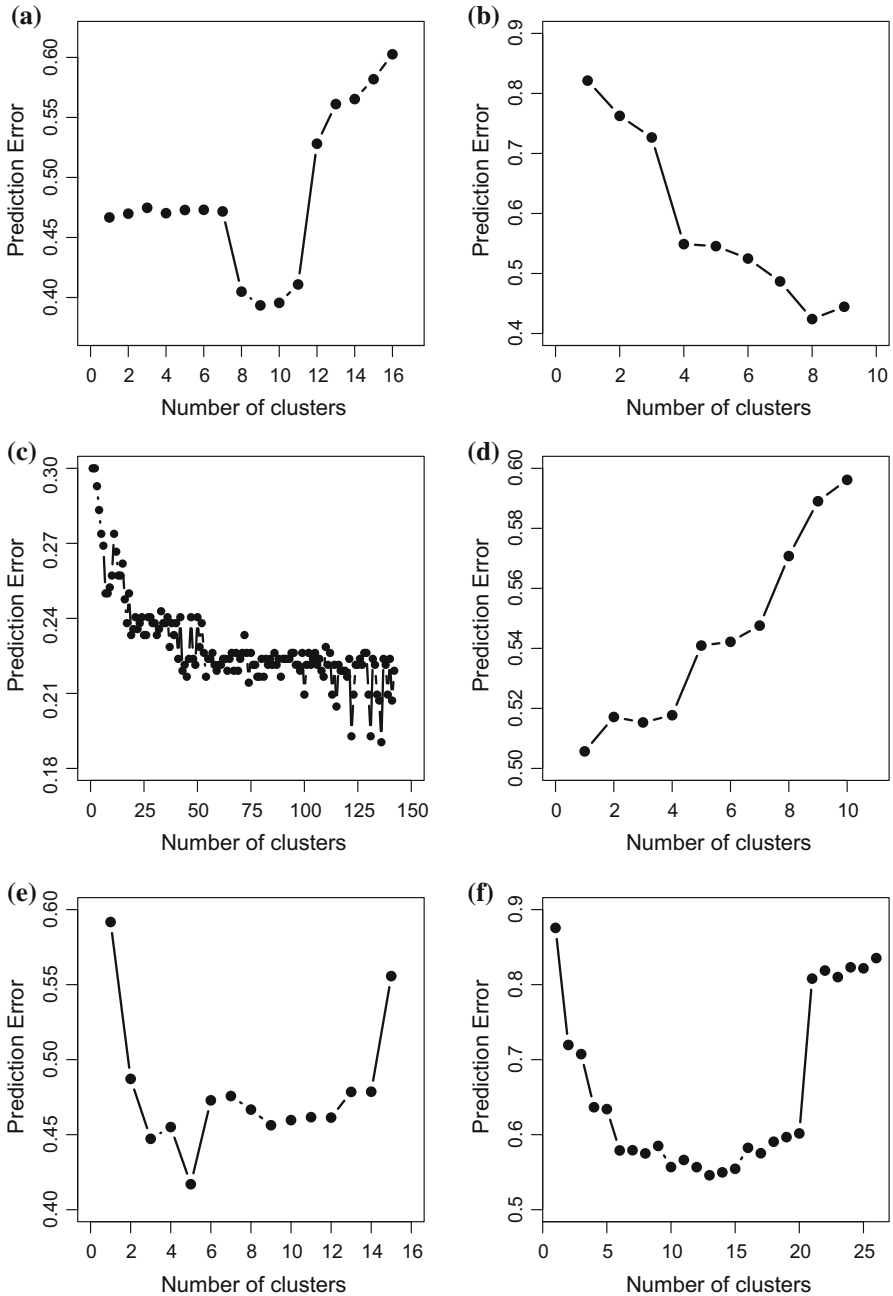 (a)
Prediction Error
0.40 0.45 0.50 0.55 0.60
0 2 4 6 8 10 12 14 16
Number of clusters
(b)
Prediction Error
0.4 0.5 0.6 0.7 0.8 0.9
0 2 4 6 8 10
Number of clusters
(c)
Prediction Error
0.18 0.21 0.24 0.27 0.30
0 25 50 75 100 125 150
Number of clusters
(d)
Prediction Error
0.50 0.52 0.54 0.56 0.58 0.60
0 2 4 6 8 10
Number of clusters
(e)
Prediction Error
0.40 0.45 0.50 0.55 0.60
0 2 4 6 8 10 12 14 16
Number of clusters
(f)
Prediction Error
0.5 0.6 0.7 0.8 0.9
0 5 10 15 20 25
Number of clusters